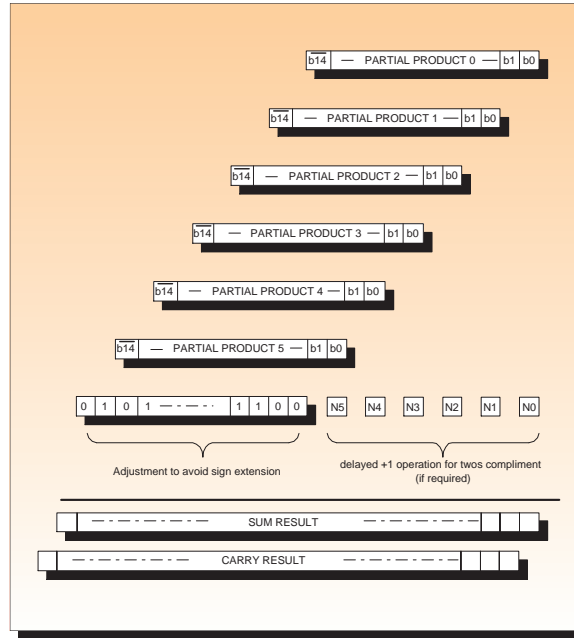 b14 — PARTIAL PRODUCT 0 — b1 b0
b14 — PARTIAL PRODUCT 1 — b1 b0
b14 — PARTIAL PRODUCT 2 — b1 b0
b14 — PARTIAL PRODUCT 3 — b1 b0
b14 — PARTIAL PRODUCT 4 — b1 b0
b14 — PARTIAL PRODUCT 5 — b1 b0
0 1 0 1 1 1 0 0 N5 N4 N3 N2 N1 N0
Adjustment to avoid sign extension
delayed +1 operation for twos compliment
(if required)
SUM RESULT
CARRY RESULT